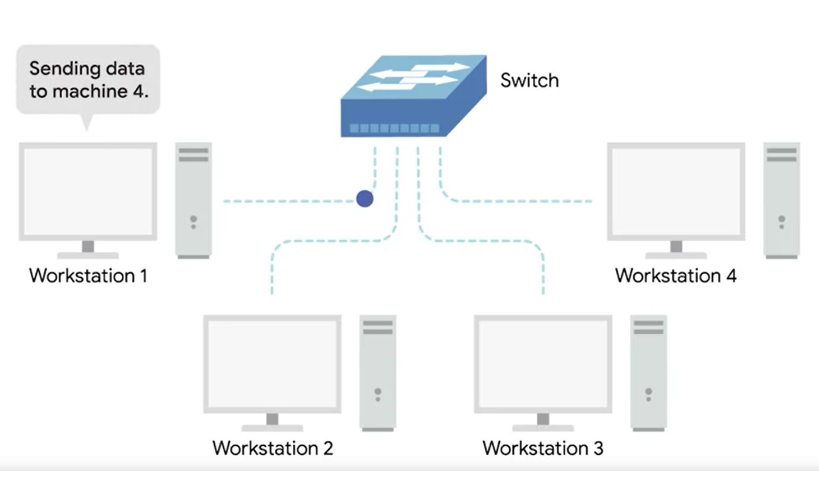 Sending data
to machine 4.
Switch
Workstation 1
Workstation 4
Workstation 2
Workstation 3